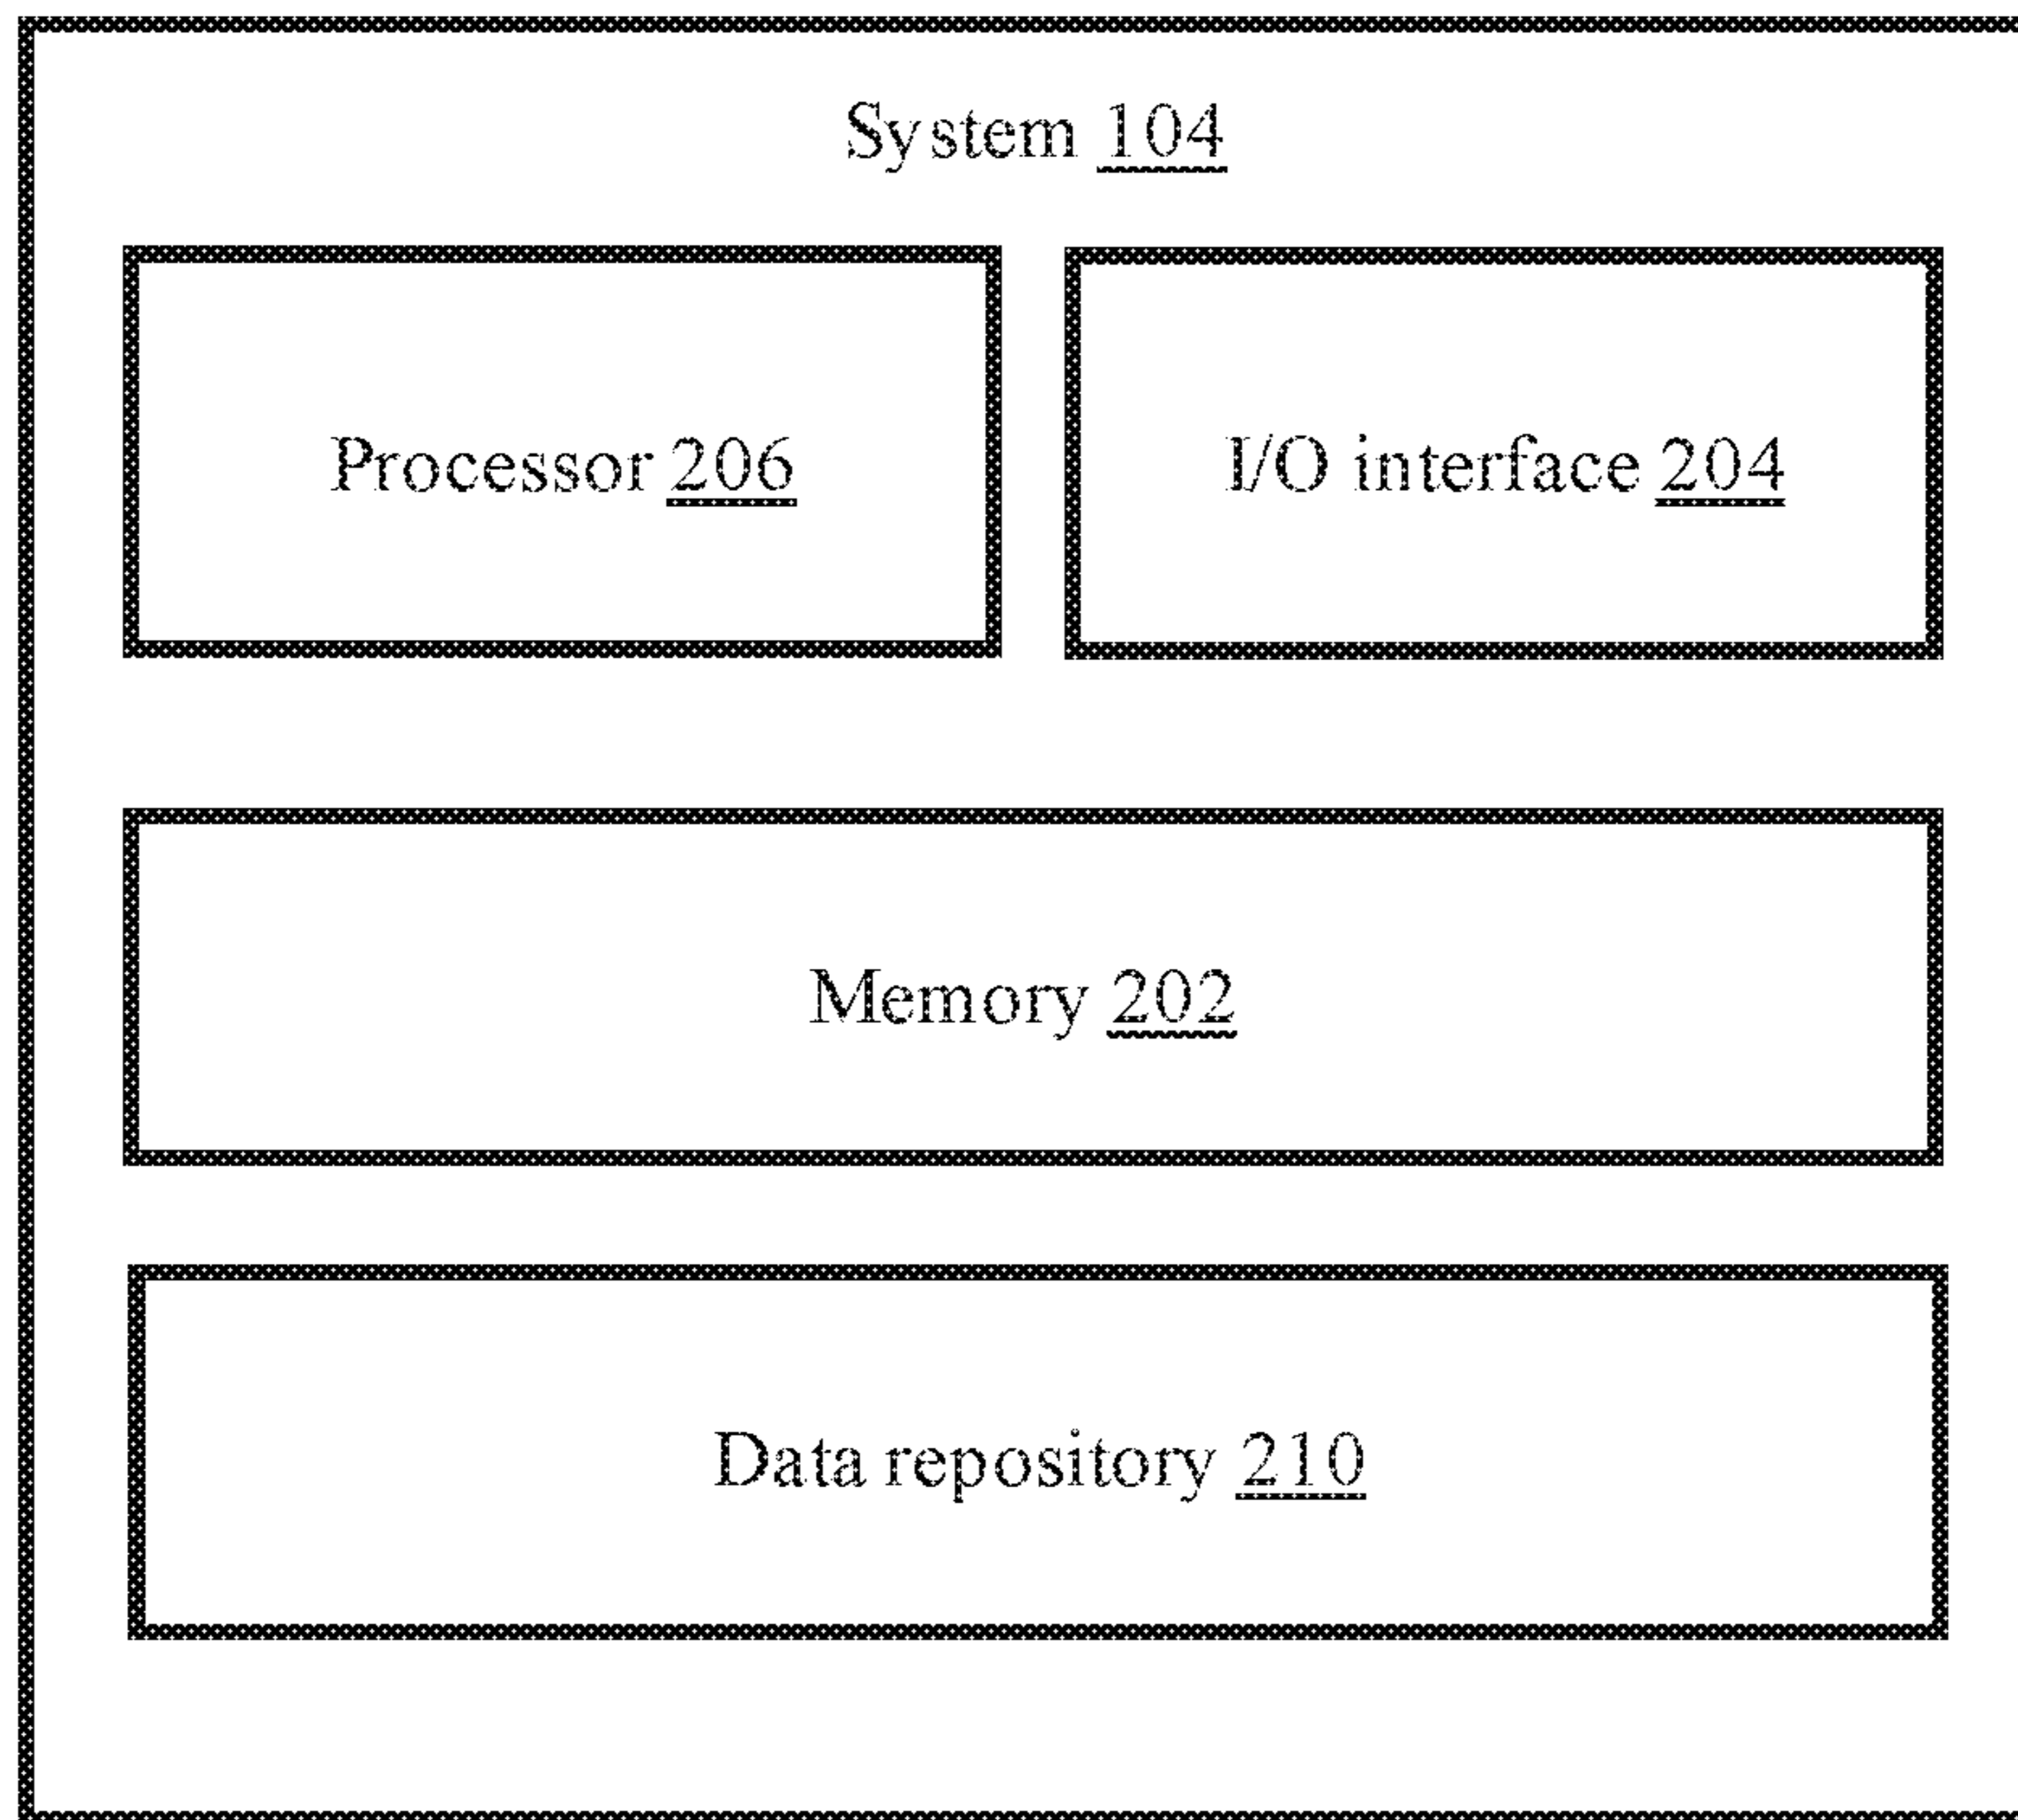 System 104
Processor 206
I/O interface 204
Memory 202
Data repository 210